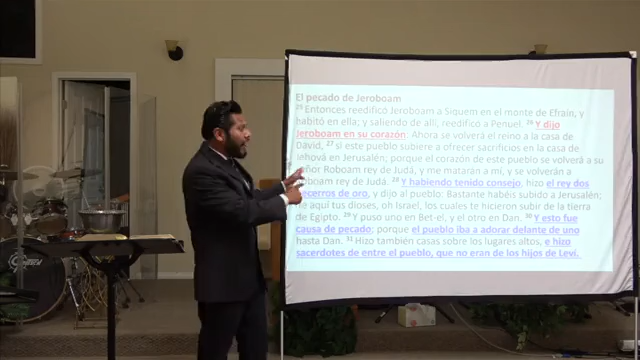 El pecado de Jeroboam
25 Entonces reedificó Jeroboam a Siquem en el monte de Efraín, y
habitó en ella; y saliendo de allí, reedificó a Penuel. 26 Y dijo
Jeroboam en su corazón: Ahora se volverá el reino a la casa de
David, 27 si este pueblo subiere a ofrecer sacrificios en la casa de
Jehová en Jerusalén; porque el corazón de este pueblo se volverá a su
señor Roboam rey de Judá, y me matarán a mí, y se volverán a
Roboam rey de Judá. 28 Y habiendo tenido consejo, hizo el rey dos
becerros de oro, y dijo al pueblo: Bastante habéis subido a Jerusalén;
he aquí tus dioses, oh Israel, los cuales te hicieron subir de la tierra
de Egipto. 29 Y puso uno en Bet-el, y el otro en Dan. 30 Y esto fue
causa de pecado; porque el pueblo iba a adorar delante de uno
hasta Dan. 31 Hizo también casas sobre los lugares altos, e hizo
sacerdotes de entre el pueblo, que no eran de los hijos de Leví.